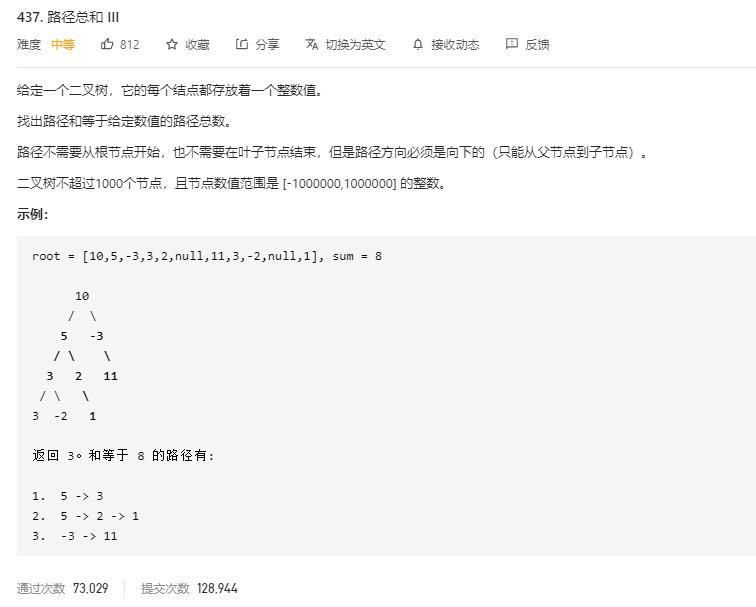 437. 路径总和 III
难度 中等 812 收藏 分享 切换为英文 接收动态 反馈
给定一个二叉树，它的每个结点都存放着一个整数值。
找出路径和等于给定数值的路径总数。
路径不需要从根节点开始，也不需要在叶子节点结束，但是路径方向必须是向下的（只能从父节点到子节点）。
二叉树不超过1000个节点，且节点数值范围是 [-1000000,1000000] 的整数。
示例：
root = [10,5,-3,3,2,null,11,3,-2,null,1], sum = 8
10
/ \
5 -3
/ \ \
3 2 11
/ \ \
3 -2 1
返回 3。和等于 8 的路径有:
1. 5 -> 3
2. 5 -> 2 -> 1
3. -3 -> 11
通过次数 73,029 提交次数 128,944